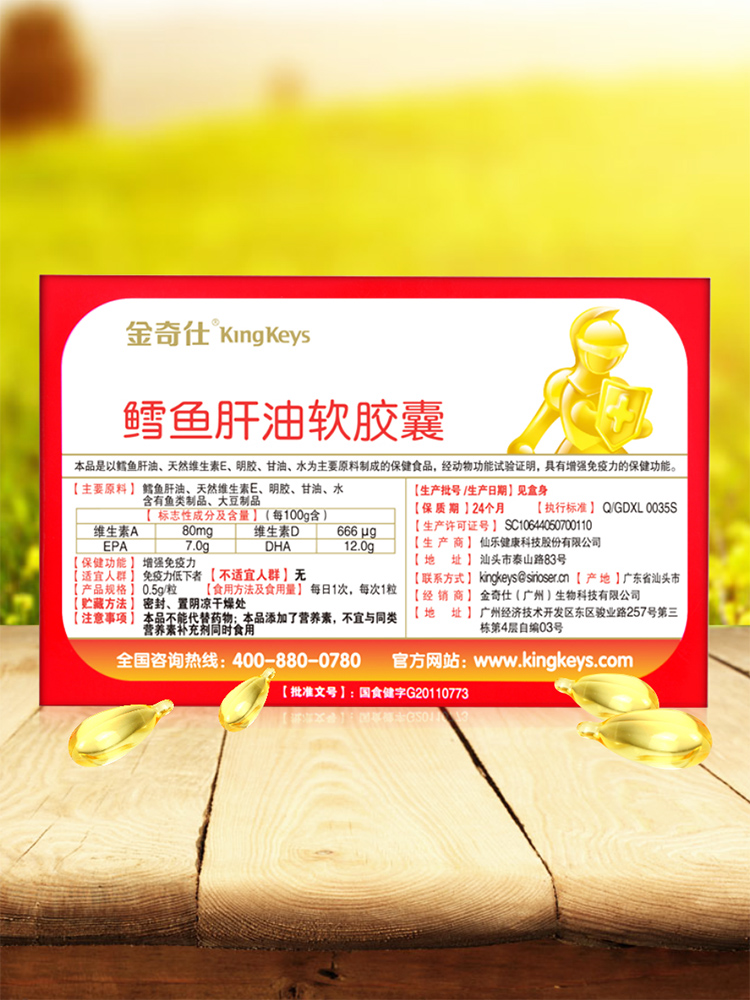 金奇仕® KingKeys
鳕鱼肝油软胶囊
本品是以鳕鱼肝油、天然维生素E、明胶、甘油、水为主要原料制成的保健食品，经动物功能试验证明，具有增强免疫力的保健功能。
【主要原料】 鳕鱼肝油、天然维生素E、明胶、甘油、水
含有鱼类制品、大豆制品
【标志性成分及含量】（每100g含）
维生素A 80mg 维生素D 666 μg
EPA 7.0g DHA 12.0g
【保健功能】 增强免疫力
【适宜人群】 免疫力低下者 【不适宜人群】无
【产品规格】 0.5g/粒 【食用方法及食用量】 每日1次，每次1粒
【贮藏方法】 密封、置阴凉干燥处
【注意事项】 本品不能代替药物；本品添加了营养素，不宜与同类
营养素补充剂同时食用
【生产批号/生产日期】见盒身
【保质期】24个月 【执行标准】 Q/GDXL 0035S
【生产许可证号】 SC10644050700110
【生产商】 仙乐健康科技股份有限公司
【地址】 汕头市泰山路83号
【联系方式】 kingkeys@sirioser.cn 【产地】广东省汕头市
【经销商】 金奇仕（广州）生物科技有限公司
【地址】 广州经济技术开发区东区骏业路257号第三
栋第4层自编03号
全国咨询热线：400-880-0780 官方网站：www.kingkeys.com
【批准文号】：国食健字G20110773